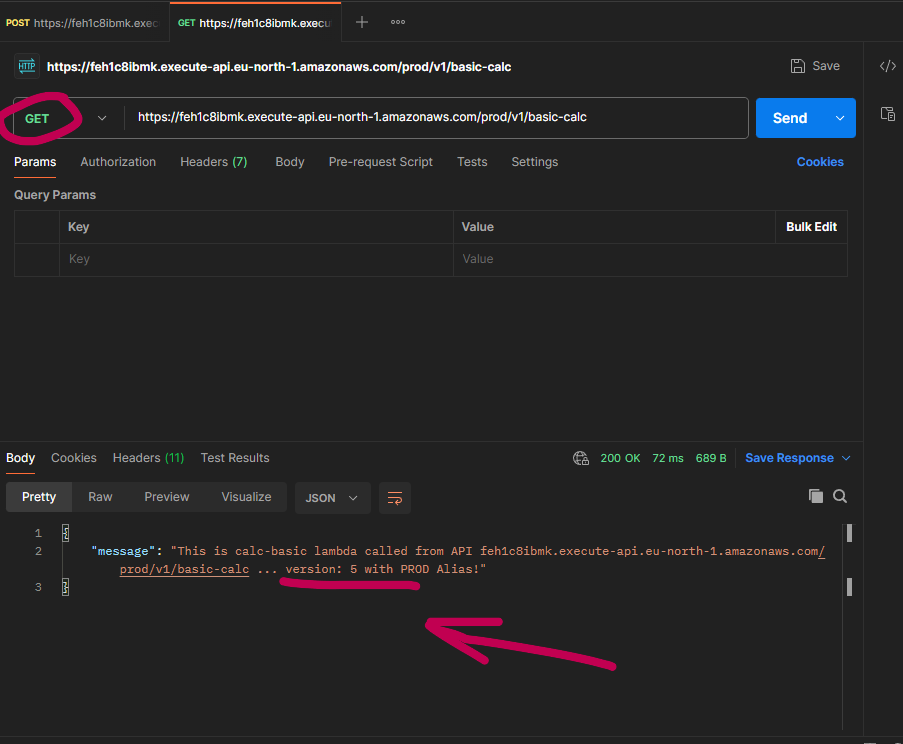 POST https://feh1c8ibmk.exec
GET https://feh1c8ibmk.execu
HTTP https://feh1c8ibmk.execute-api.eu-north-1.amazonaws.com/prod/v1/basic-calc
Save
</>
GET
https://feh1c8ibmk.execute-api.eu-north-1.amazonaws.com/prod/v1/basic-calc
Send
Params Authorization Headers (7) Body Pre-request Script Tests Settings Cookies
Query Params
Key Value Bulk Edit
Key Value
Body Cookies Headers (11) Test Results 200 OK 72 ms 689 B Save Response
Pretty Raw Preview Visualize JSON
1 {
2 "message": "This is calc-basic lambda called from API feh1c8ibmk.execute-api.eu-north-1.amazonaws.com/
prod/v1/basic-calc ... version: 5 with PROD Alias!"
3 }